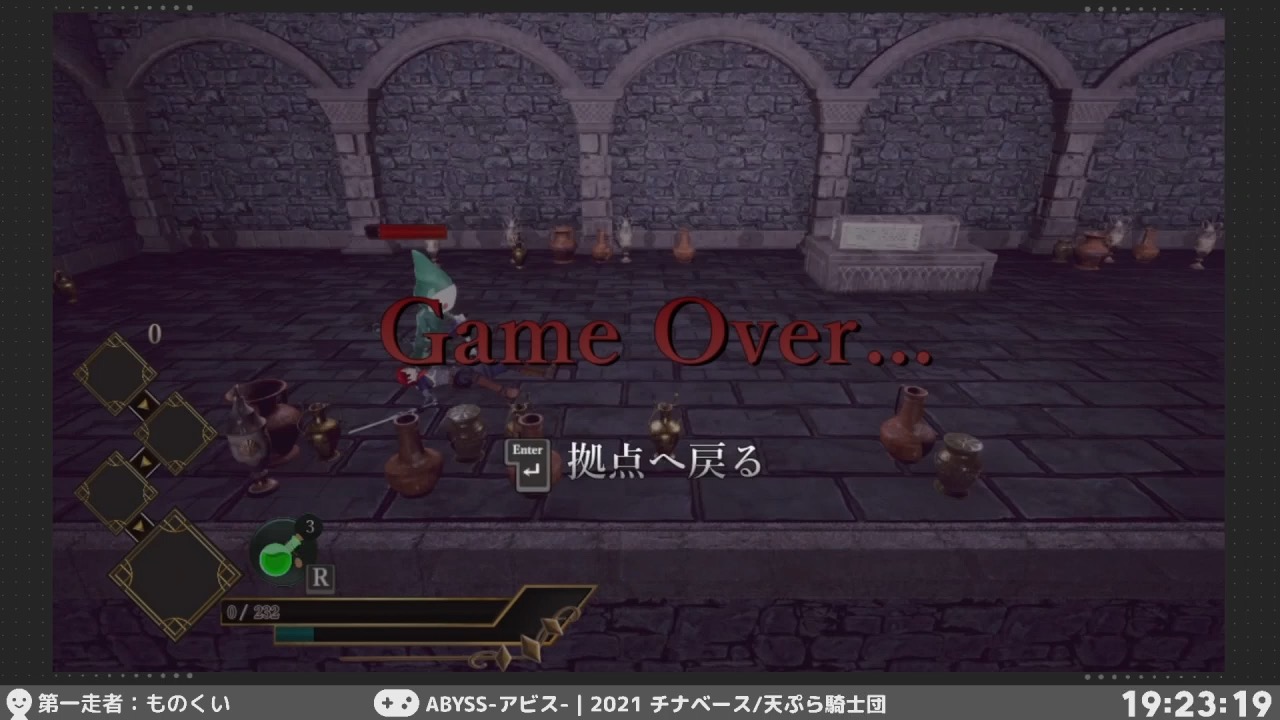 0
Game Over...
Enter
拠点へ戻る
3
R
0/ 232
第一走者：ものくい
ABYSS-アビス- | 2021 チナベース/天ぷら騎士団
19:23:19